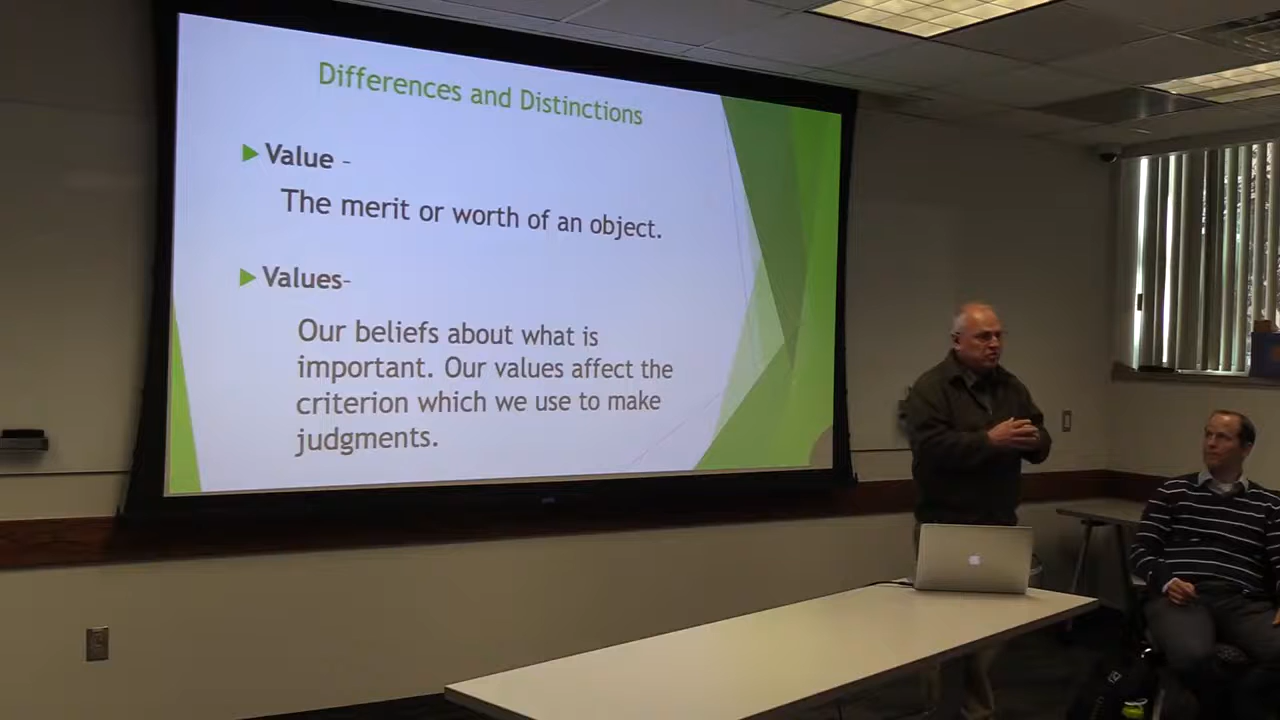 Differences and Distinctions
Value –
The merit or worth of an object.
Values–
Our beliefs about what is
important. Our values affect the
criterion which we use to make
judgments.